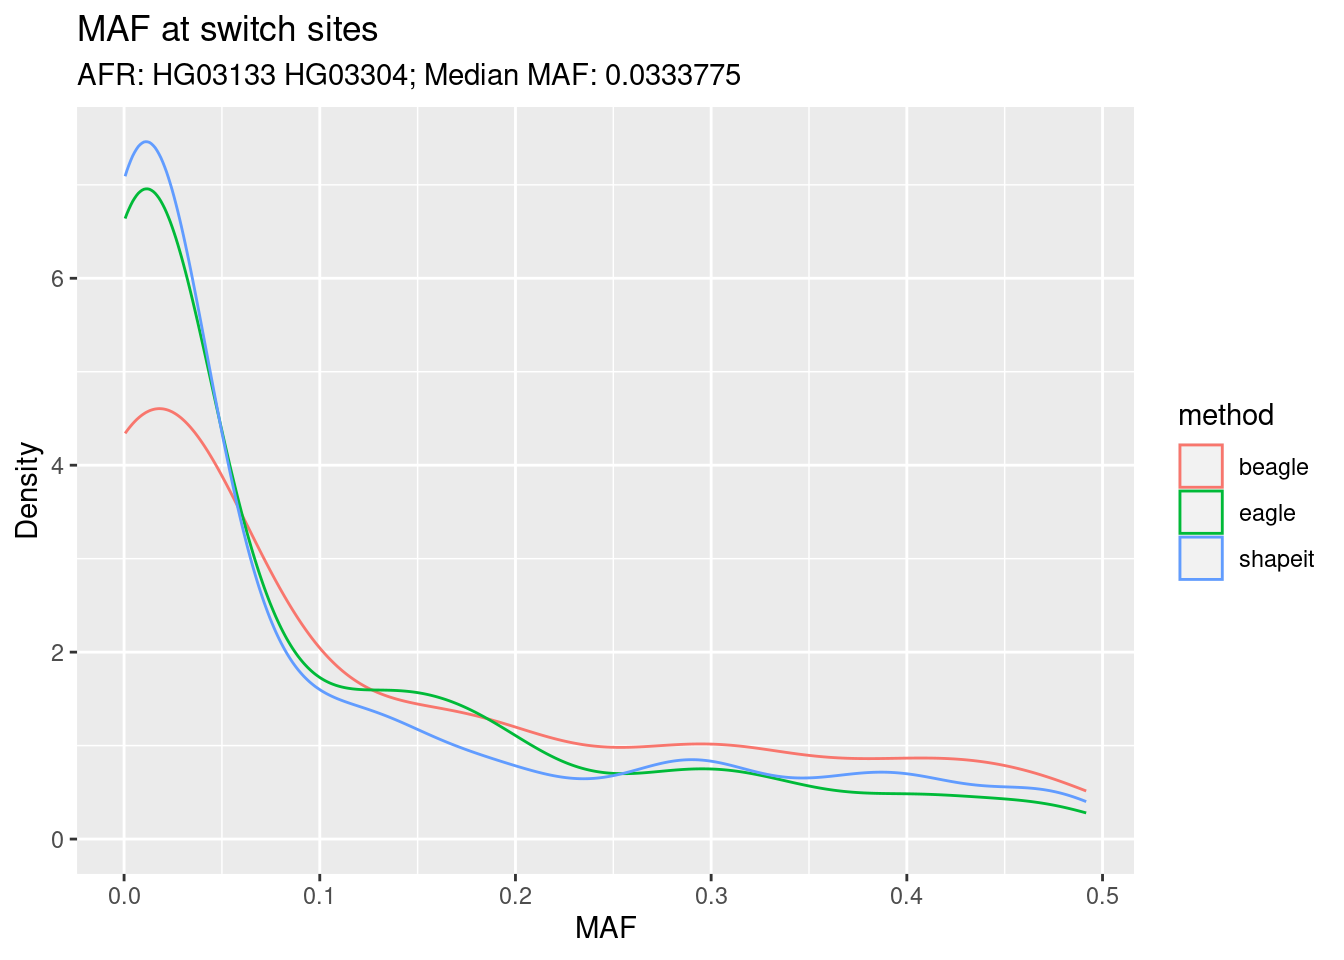 MAF at switch sites
AFR: HG03133 HG03304; Median MAF: 0.0333775
6
4
2
0
Density
0.0 0.1 0.2 0.3 0.4 0.5
MAF
method
beagle
eagle
shapeit